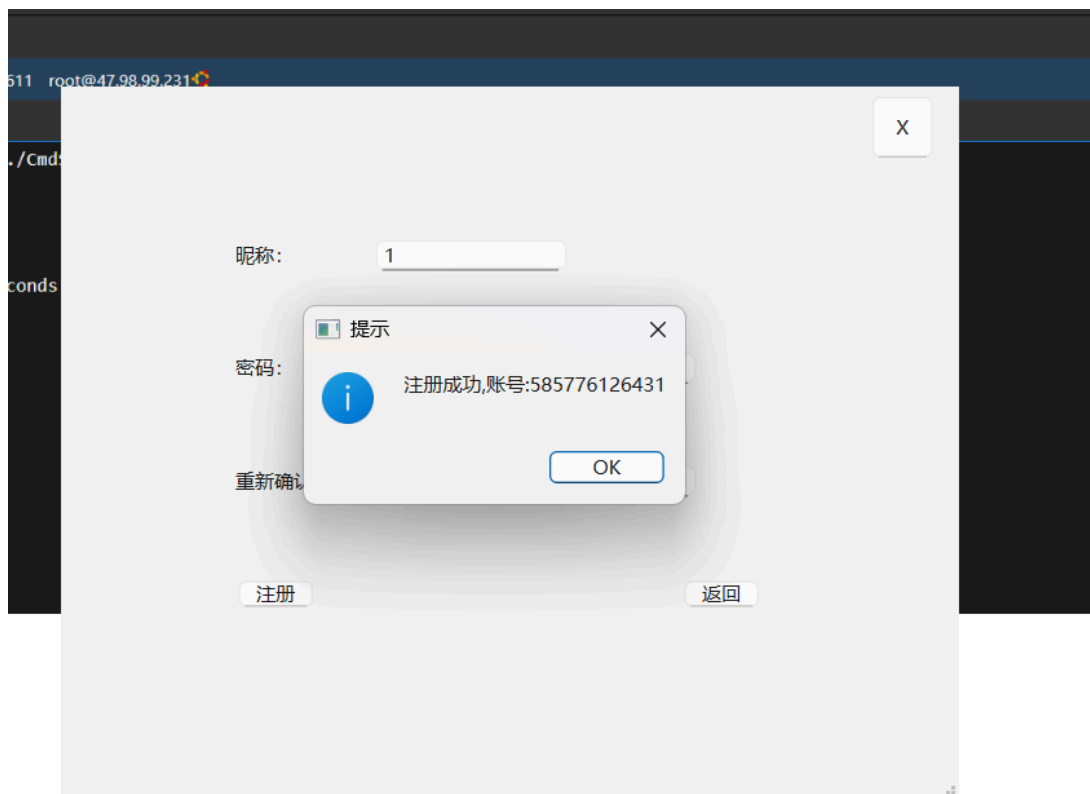 611 root@47.98.99.231
X
./Cmd
昵称：
1
conds
提示
密码：
注册成功,账号:585776126431
OK
重新确
注册
返回